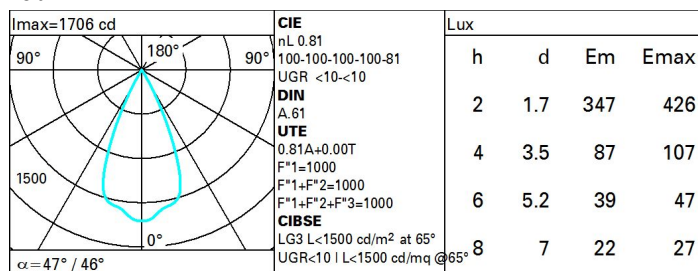 Imax=1706 cd
90°
180°
90°
1500
0°
α=47° / 46°
CIE
nL 0.81
100-100-100-100-81
UGR <10-<10
DIN
A.61
UTE
0.81A+0.00T
F"1=1000
F"1+F"2=1000
F"1+F"2+F"3=1000
CIBSE
LG3 L<1500 cd/m² at 65°
UGR<10 | L<1500 cd/mq @65°
Lux
h d Em Emax
2 1.7 347 426
4 3.5 87 107
6 5.2 39 47
8 7 22 27